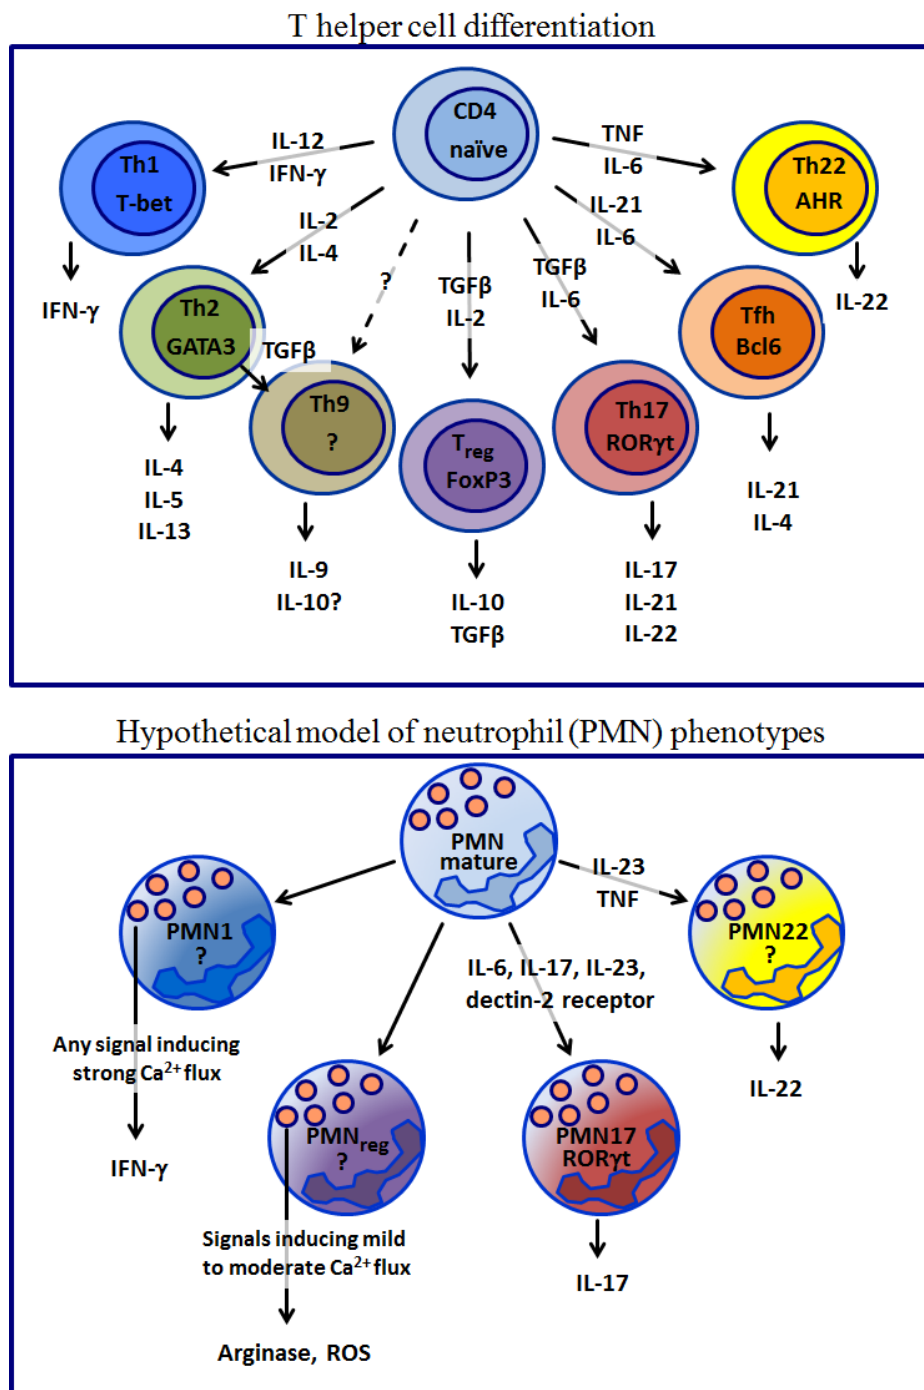 T helper cell differentiation
CD4
naïve
IL-12
IFN-γ
Th1
T-bet
IFN-γ
IL-2
IL-4
Th2
GATA3
IL-4
IL-5
IL-13
TGFβ
?
Th9
?
IL-9
IL-10?
TGFβ
IL-2
Treg
FoxP3
IL-10
TGFβ
TGFβ
IL-6
Th17
RORγt
IL-17
IL-21
IL-22
IL-21
IL-6
Tfh
Bcl6
IL-21
IL-4
TNF
IL-6
Th22
AHR
IL-22
Hypothetical model of neutrophil (PMN) phenotypes
PMN
mature
PMN1
?
Any signal inducing
strong Ca²⁺ flux
IFN-γ
PMNreg
?
Signals inducing mild
to moderate Ca²⁺ flux
Arginase, ROS
IL-6, IL-17, IL-23,
dectin-2 receptor
PMN17
RORγt
IL-17
IL-23
TNF
PMN22
?
IL-22